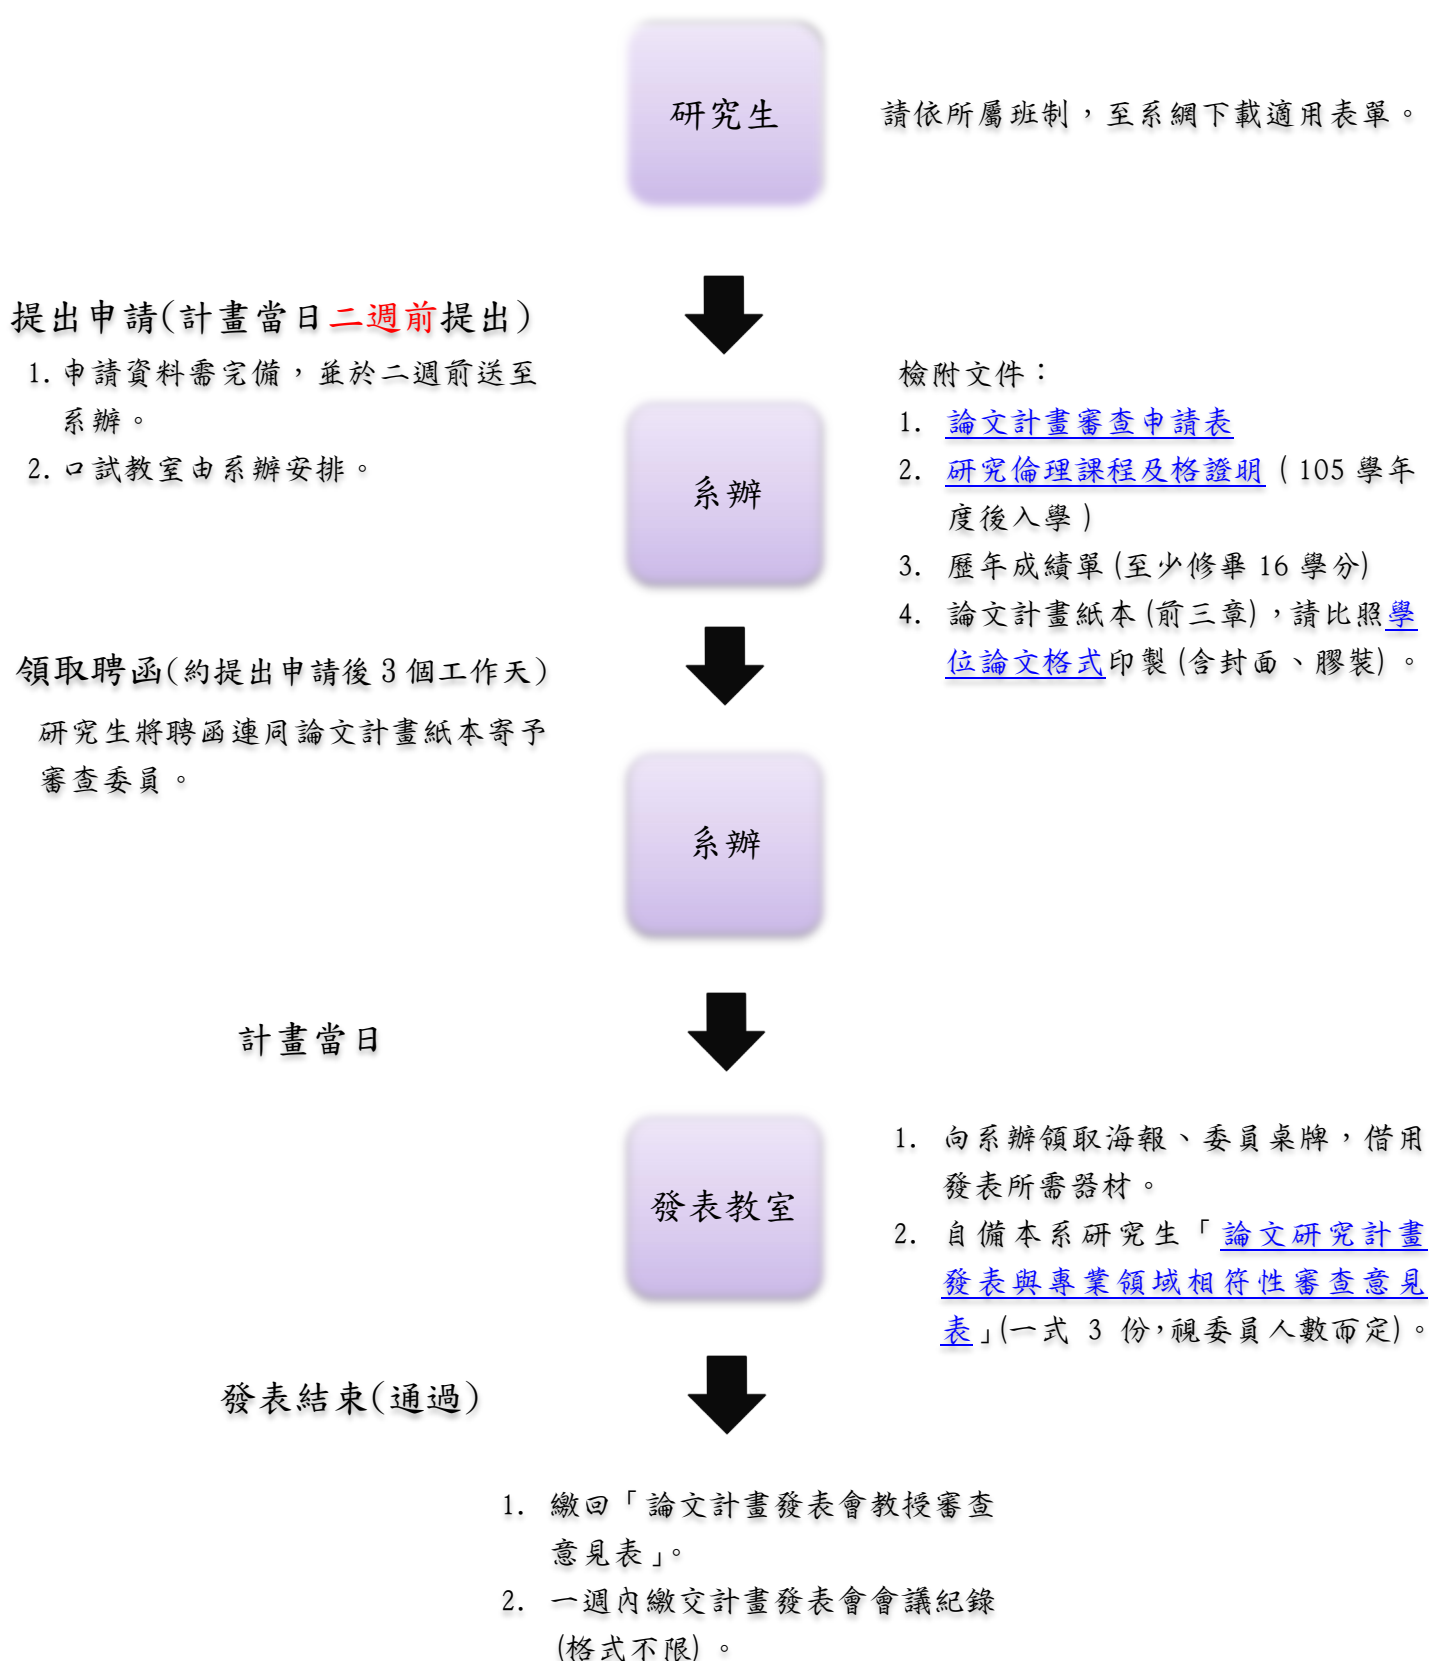 研究生
請依所屬班制，至系網下載適用表單。
提出申請(計畫當日二週前提出)
1. 申請資料需完備，並於二週前送至
系辦。
2. 口試教室由系辦安排。
系辦
檢附文件：
1. 論文計畫審查申請表
2. 研究倫理課程及格證明（105 學年
度後入學）
3. 歷年成績單(至少修畢 16 學分)
4. 論文計畫紙本(前三章)，請比照學
位論文格式印製(含封面、膠裝)。
領取聘函(約提出申請後 3 個工作天)
研究生將聘函連同論文計畫紙本寄予
審查委員。
系辦
計畫當日
發表教室
1. 向系辦領取海報、委員桌牌，借用
發表所需器材。
2. 自備本系研究生「論文研究計畫
發表與專業領域相符性審查意見
表」(一式 3 份，視委員人數而定)。
發表結束(通過)
1. 繳回「論文計畫發表會教授審查
意見表」。
2. 一週內繳交計畫發表會會議紀錄
(格式不限)。